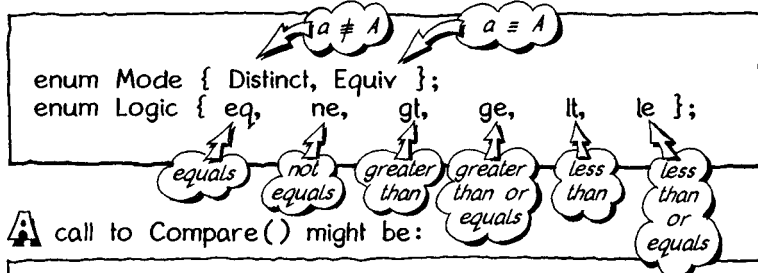 a ≢ A
a ≡ A
enum Mode { Distinct, Equiv };
enum Logic { eq, ne, gt, ge, lt, le };
equals
not
equals
greater
than
greater
than or
equals
less
than
less
than
or
equals
A call to Compare() might be: